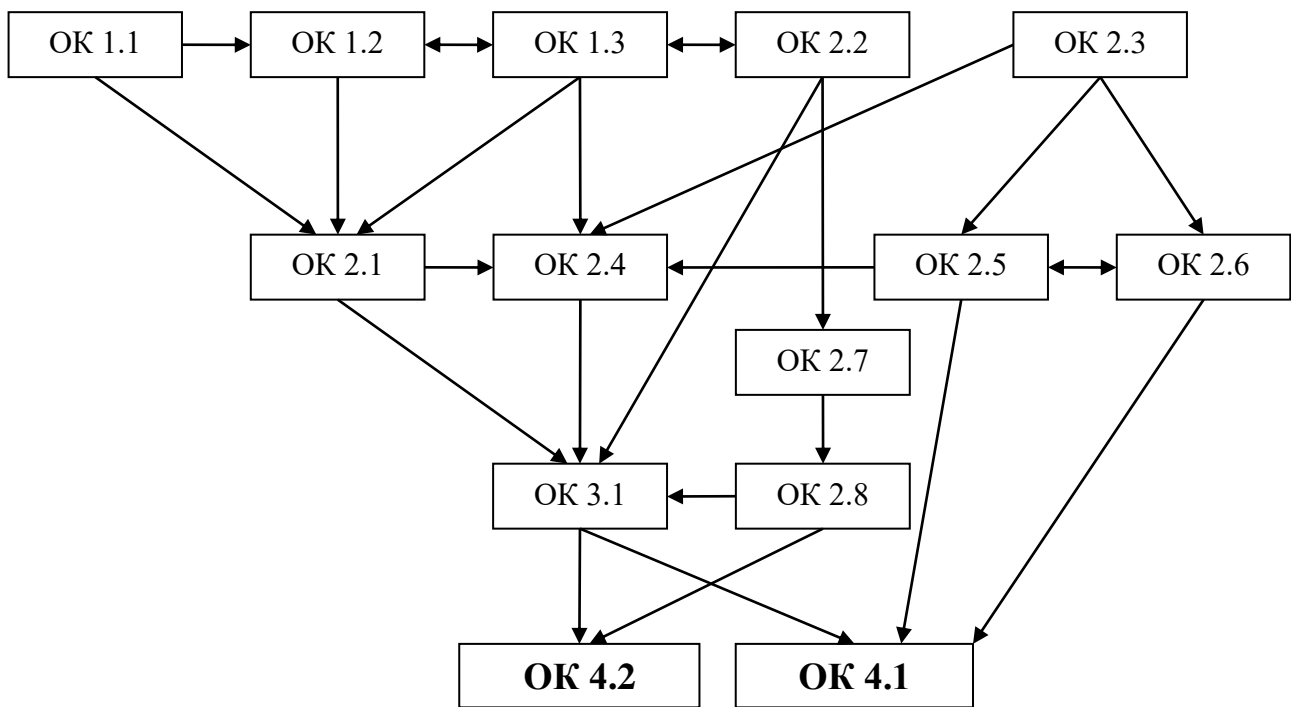 ОК 1.1
ОК 1.2
ОК 1.3
ОК 2.2
ОК 2.3
ОК 2.1
ОК 2.4
ОК 2.5
ОК 2.6
ОК 2.7
ОК 3.1
ОК 2.8
ОК 4.2
ОК 4.1